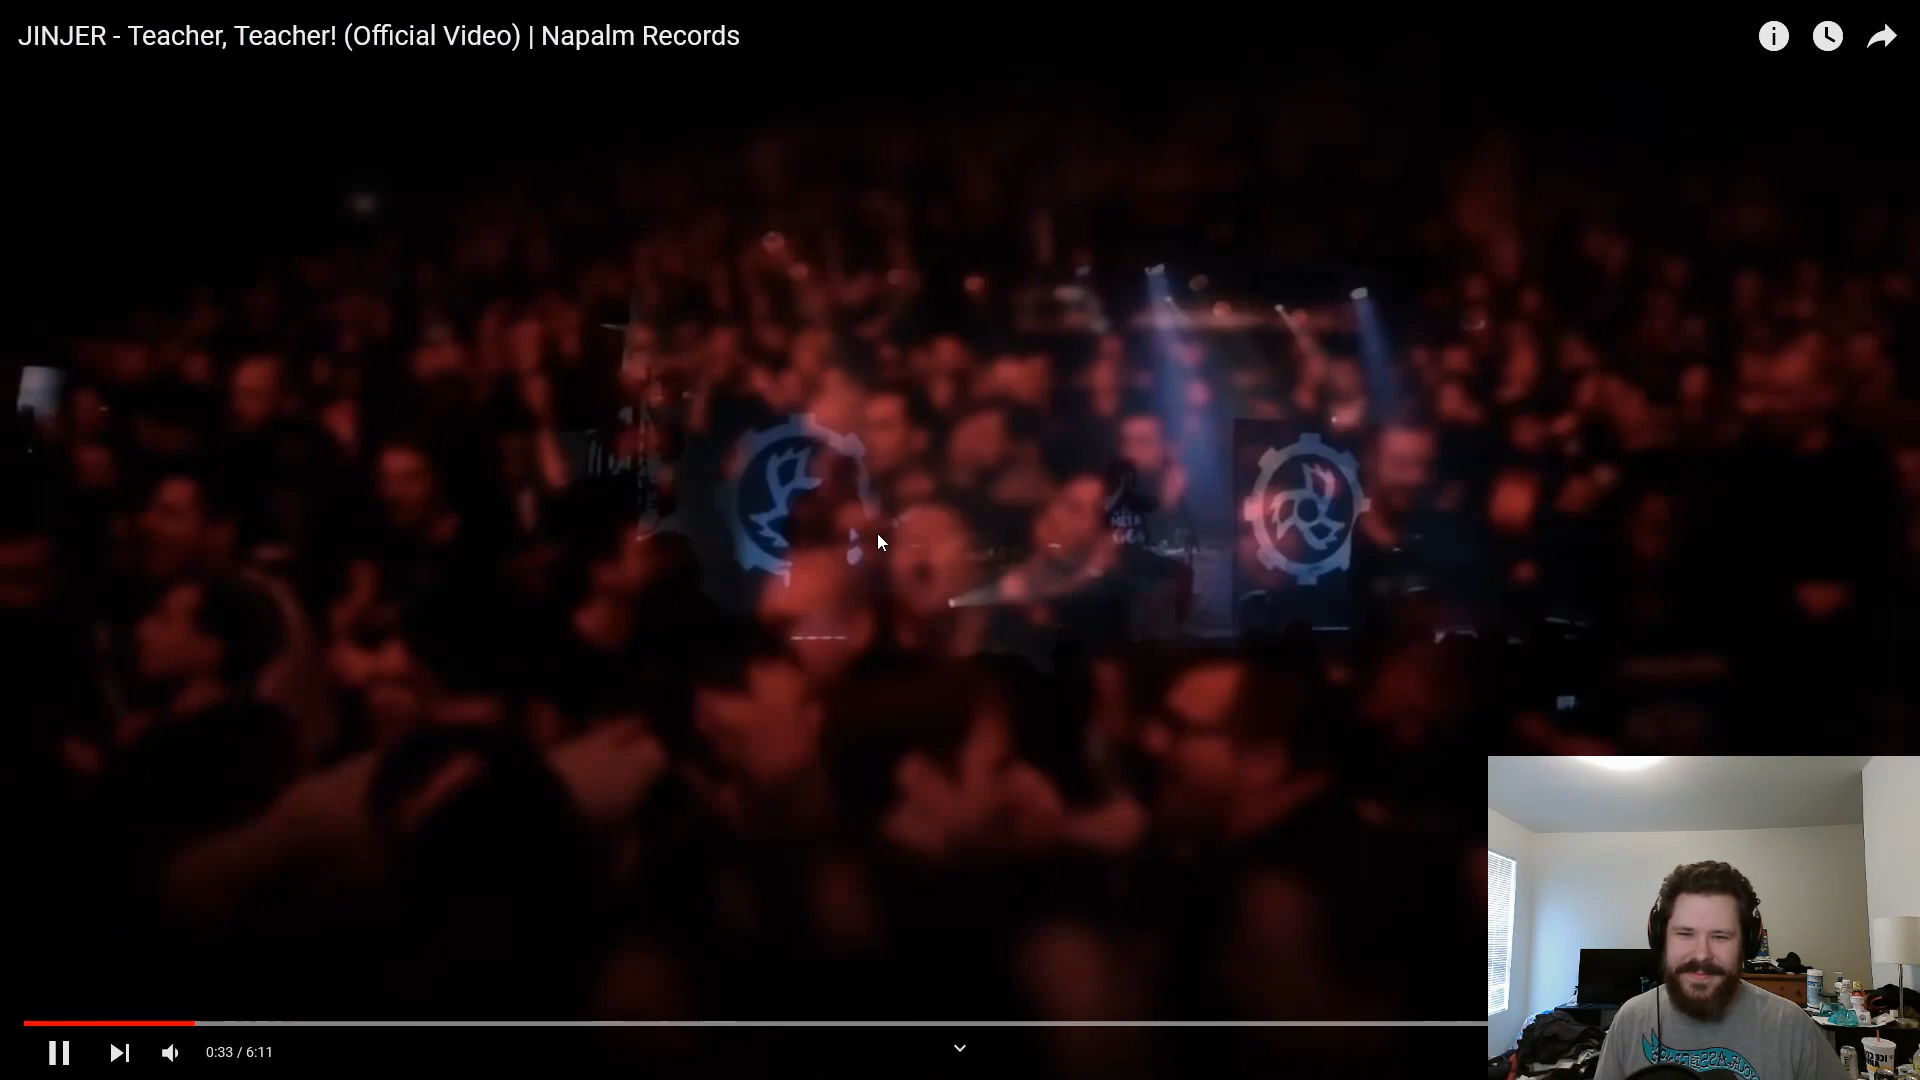 JINJER - Teacher, Teacher! (Official Video) | Napalm Records
0:33 / 6:11